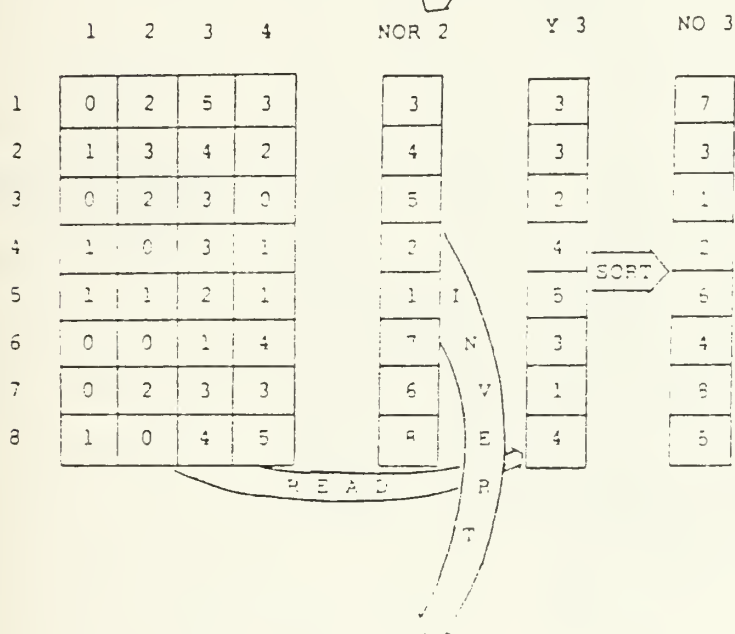 1 2 3 4 NOR 2 Y 3 NO 3
1 0 2 5 3 3 3 7
2 1 3 4 2 4 3 3
3 0 2 3 0 5 2 1
4 1 0 3 1 2 4 2
SORT
5 1 1 2 1 1 5 6
6 0 0 1 4 7 3 4
7 0 2 3 3 6 1 8
8 1 0 4 5 8 4 5
READ
INVERT